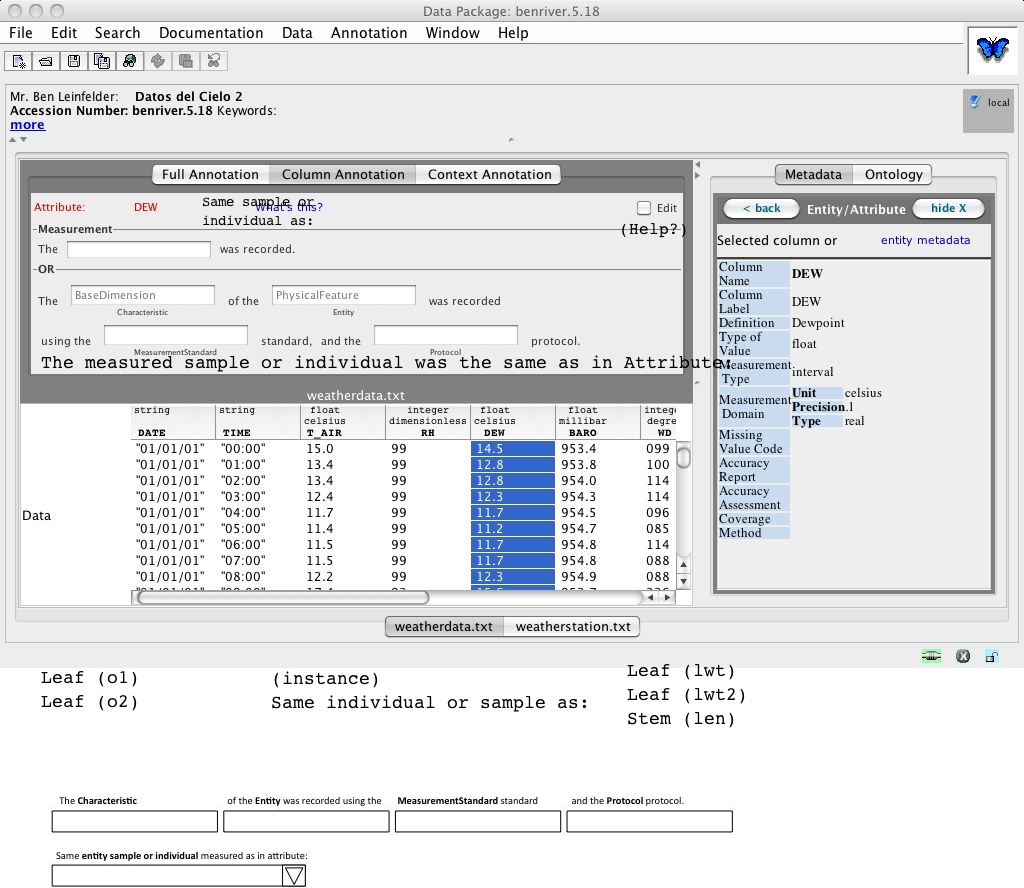 Data Package: benriver.5.18
File Edit Search Documentation Data Annotation Window Help
Mr. Ben Leinfelder: Datos del Cielo 2
Accession Number: benriver.5.18 Keywords:
more
local
Full Annotation Column Annotation Context Annotation
Attribute: DEW What's this? Edit
Same sample or
individual as:
(Help?)
Measurement
The was recorded.
OR
The BaseDimension of the PhysicalFeature was recorded
Characteristic Entity
using the standard, and the protocol.
MeasurementStandard Protocol
The measured sample or individual was the same as in Attribute:
weatherdata.txt
string string float integer float float intege
celsius dimensionless celsius millibar degre
DATE TIME T_AIR RH DEW BARO WD
"01/01/01" "00:00" 15.0 99 14.5 953.4 099
"01/01/01" "01:00" 13.4 99 12.8 953.8 100
"01/01/01" "02:00" 13.4 99 12.8 954.0 114
"01/01/01" "03:00" 12.4 99 12.3 954.3 114
"01/01/01" "04:00" 11.7 99 11.7 954.5 096
"01/01/01" "05:00" 11.4 99 11.2 954.7 085
"01/01/01" "06:00" 11.5 99 11.7 954.8 114
"01/01/01" "07:00" 11.5 99 11.7 954.8 088
"01/01/01" "08:00" 12.2 99 12.3 954.9 088
Data
Metadata Ontology
< back Entity/Attribute hide X
Selected column or entity metadata
Column
Name DEW
Column
Label DEW
Definition Dewpoint
Type of
Value float
Measurement
Type interval
Measurement
Domain
Unit celsius
Precision .1
Type real
Missing
Value Code
Accuracy
Report
Accuracy
Assessment
Coverage
Method
weatherdata.txt weatherstation.txt
Leaf (o1)
Leaf (o2)
(instance)
Same individual or sample as:
Leaf (lwt)
Leaf (lwt2)
Stem (len)
The Characteristic of the Entity was recorded using the MeasurementStandard standard and the Protocol protocol.
Same entity sample or individual measured as in attribute: